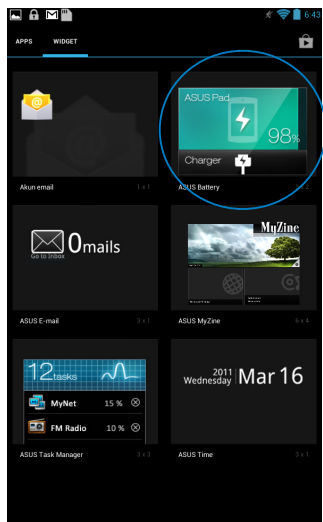 6:43
APPS WIDGET
@
ASUS Pad
98%
Charger
Akun email 1 x 1
ASUS Battery
0mails
Go to Inbox
MyZine
ASUS E-mail 3 x 1
ASUS MyZine 6 x 4
12tasks
MyNet 15 %
FM Radio 10 %
2011
Wednesday Mar 16
ASUS Task Manager 3 x 3
ASUS Time 3 x 1